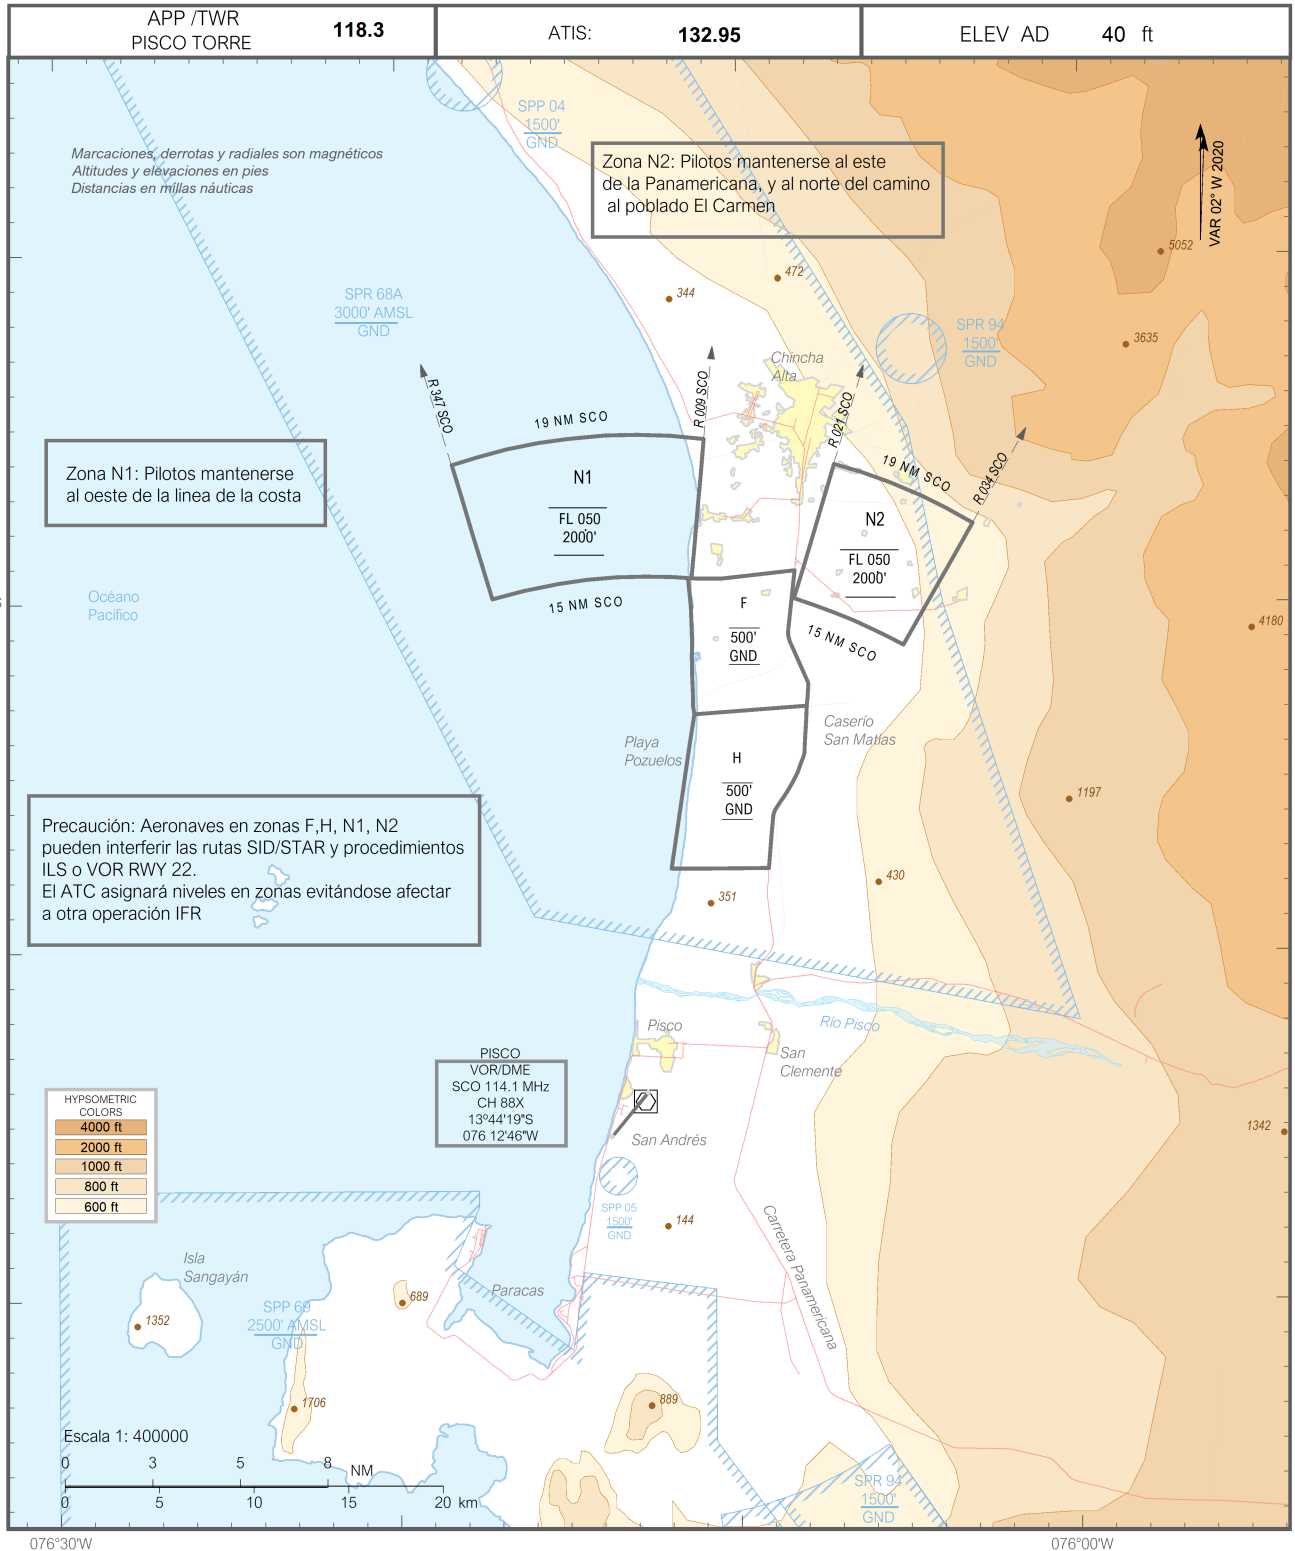 APP /TWR
PISCO TORRE
118.3
ATIS:
132.95
ELEV AD
40 ft
SPP 04
1500'
GND
Marcaciones, derrotas y radiales son magnéticos
Altitudes y elevaciones en pies
Distancias en millas náuticas
Zona N2: Pilotos mantenerse al este
de la Panamericana, y al norte del camino
al poblado El Carmen
VAR 02° W 2020
5052
472
344
SPR 68A
3000' AMSL
GND
SPR 94
1500'
GND
3635
Chincha
Alta
R 347 SCO
R 009 SCO
R 021 SCO
R 034 SCO
19 NM SCO
19 NM SCO
Zona N1: Pilotos mantenerse
al oeste de la linea de la costa
N1
FL 050
2000'
N2
FL 050
2000'
15 NM SCO
15 NM SCO
Océano
Pacífico
F
500'
GND
4180
Playa
Pozuelos
Caserío
San Matías
H
500'
GND
1197
Precaución: Aeronaves en zonas F,H, N1, N2
pueden interferir las rutas SID/STAR y procedimientos
ILS o VOR RWY 22.
El ATC asignará niveles en zonas evitándose afectar
a otra operación IFR
430
351
Pisco
Río Pisco
San
Clemente
PISCO
VOR/DME
SCO 114.1 MHz
CH 88X
13°44'19"S
076 12'46"W
San Andrés
HYPSOMETRIC
COLORS
4000 ft
2000 ft
1000 ft
800 ft
600 ft
1342
SPP 05
1500'
GND
144
Carretera Panamericana
Isla
Sangayán
Paracas
689
1352
SPP 69
2500' AMSL
GND
1706
889
Escala 1: 400000
0 3 5 8 NM
0 5 10 15 20 km
SPR 94
1500'
GND
076°30'W
076°00'W